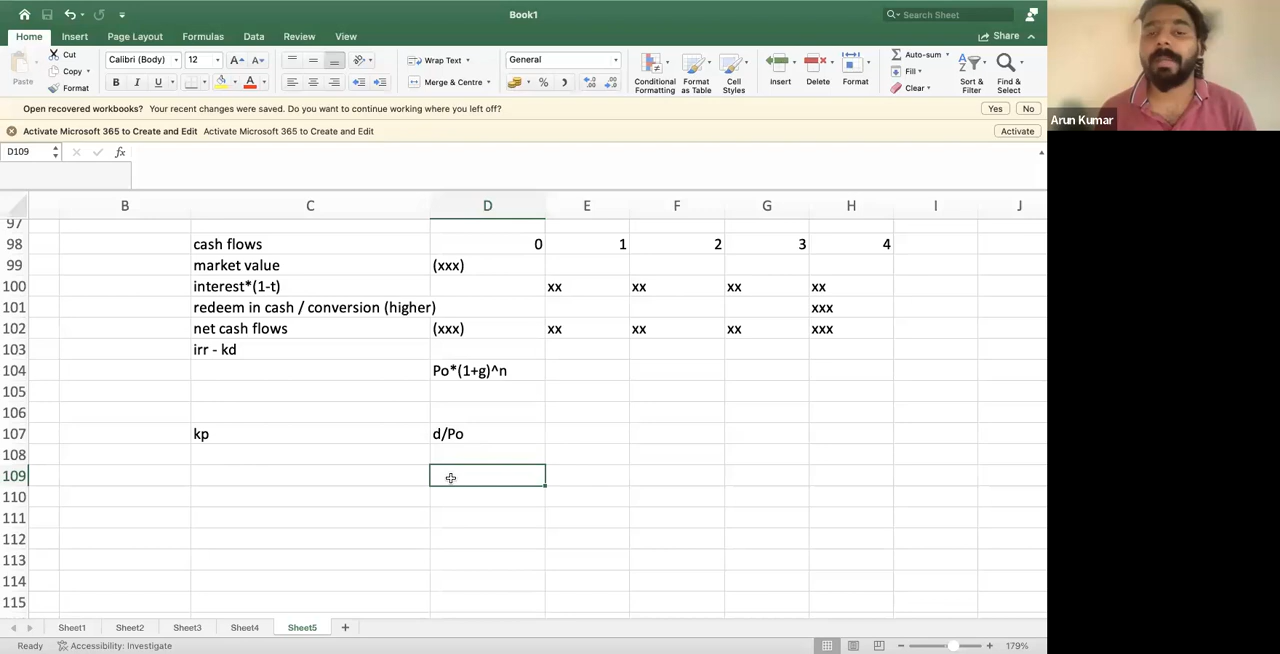 Book1
Search Sheet
Home Insert Page Layout Formulas Data Review View Share
Paste Cut Copy Format
Calibri (Body) 12
B I U A
Wrap Text
Merge & Centre
General
Conditional Formatting
Format as Table
Cell Styles
Insert Delete Format
Auto-sum
Fill
Clear
Sort & Filter
Find & Select
Open recovered workbooks? Your recent changes were saved. Do you want to continue working where you left off? Yes No
Activate Microsoft 365 to Create and Edit Activate Microsoft 365 to Create and Edit Activate
Arun Kumar
D109 fx
B C D E F G H I J
97
98 cash flows 0 1 2 3 4
99 market value (xxx)
100 interest*(1-t) xx xx xx xx
101 redeem in cash / conversion (higher) xxx
102 net cash flows (xxx) xx xx xx xxx
103 irr - kd
104 Po*(1+g)^n
105
106
107 kp d/Po
108
109
110
111
112
113
114
115
Sheet1 Sheet2 Sheet3 Sheet4 Sheet5 +
Ready Accessibility: Investigate 179%